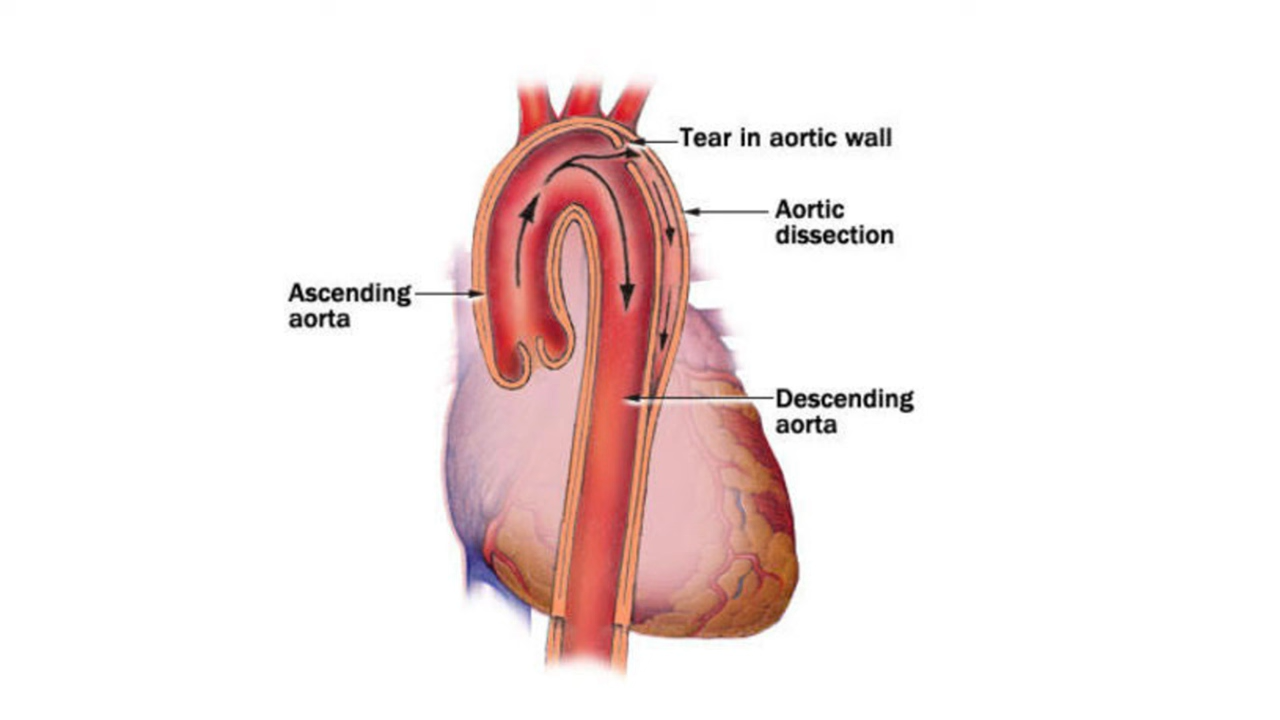 Tear in aortic wall
Aortic
dissection
Ascending
aorta
Descending
aorta